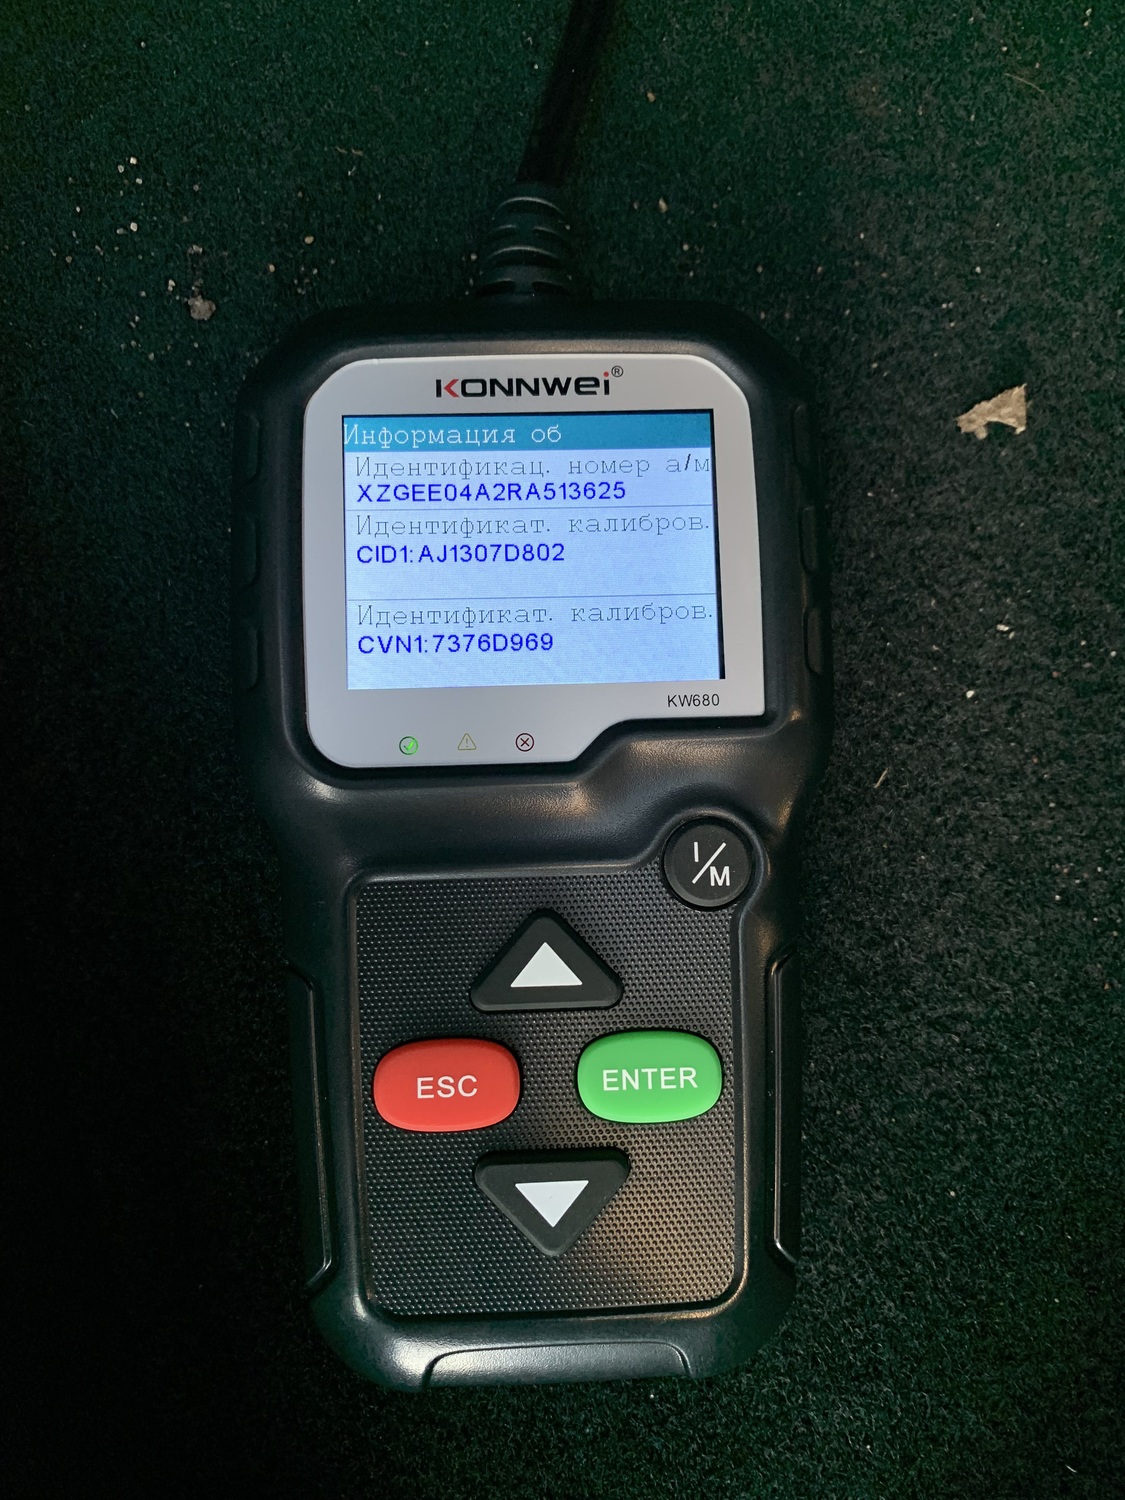 KONNWEI®
Информация об
Идентификац. номер а/м
XZGEE04A2RA513625
Идентификат. калибров.
CID1:AJ1307D802
Идентификат. калибров.
CVN1:7376D969
KW680
I/M
ESC
ENTER